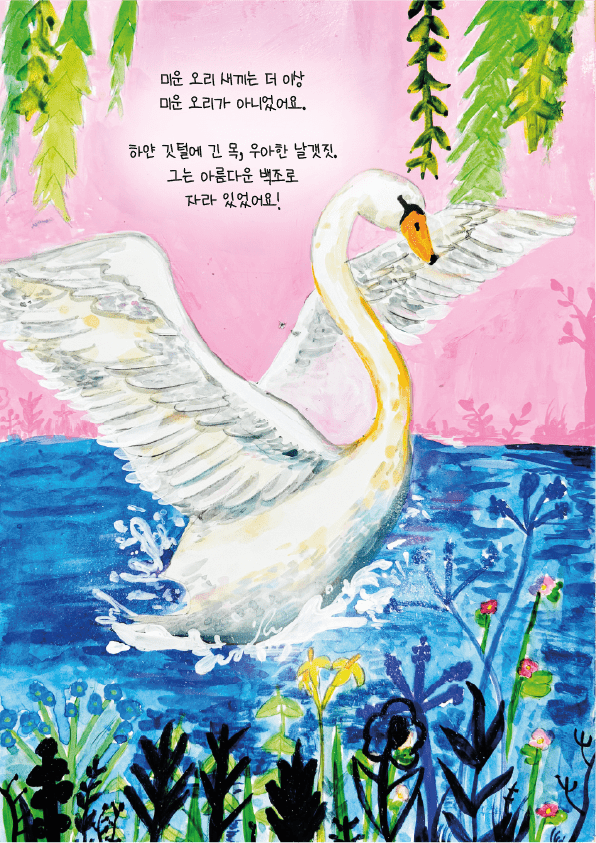 미운 오리 새끼는 더 이상
미운 오리가 아니었어요.
하얀 깃털에 긴 목, 우아한 날갯짓.
그는 아름다운 백조로
자라 있었어요!